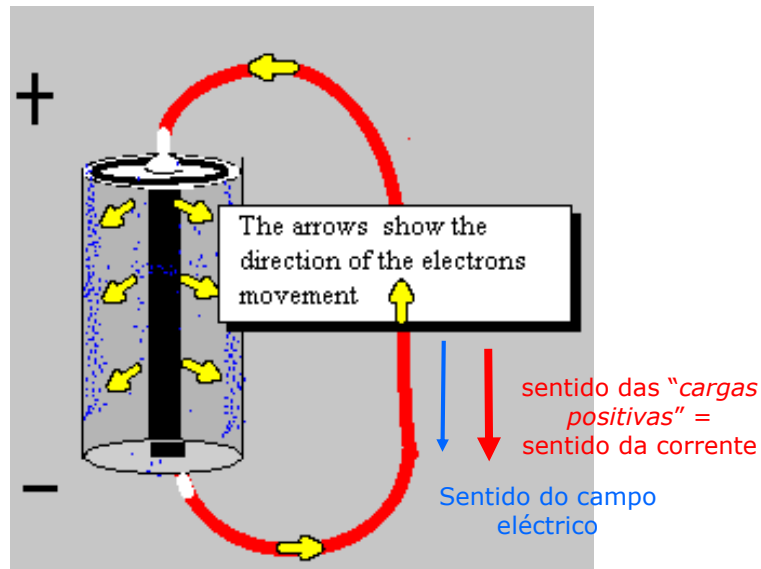 +
The arrows show the
direction of the electrons
movement
sentido das “cargas
positivas” =
sentido da corrente
−
Sentido do campo
eléctrico